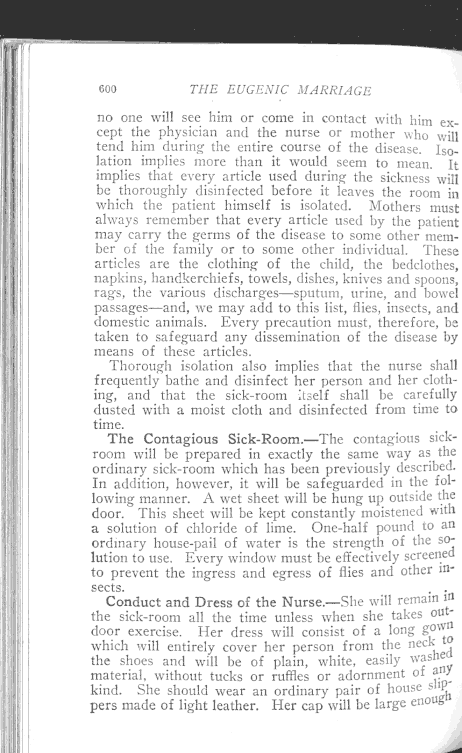 600 THE EUGENIC MARRIAGE
no one will see him or come in contact with him ex-
cept the physician and the nurse or mother who will
tend him during the entire course of the disease. Iso-
lation implies more than it would seem to mean. It
implies that every article used during the sickness will
be thoroughly disinfected before it leaves the room in
which the patient himself is isolated. Mothers must
always remember that every article used by the patient
may carry the germs of the disease to some other mem-
ber of the family or to some other individual. These
articles are the clothing of the child, the bedclothes,
napkins, handkerchiefs, towels, dishes, knives and spoons,
rags, the various discharges—sputum, urine, and bowel
passages—and, we may add to this list, flies, insects, and
domestic animals. Every precaution must, therefore, be
taken to safeguard any dissemination of the disease by
means of these articles.
Thorough isolation also implies that the nurse shall
frequently bathe and disinfect her person and her cloth-
ing, and that the sick-room itself shall be carefully
dusted with a moist cloth and disinfected from time to
time.
The Contagious Sick-Room.—The contagious sick-
room will be prepared in exactly the same way as the
ordinary sick-room which has been previously described.
In addition, however, it will be safeguarded in the fol-
lowing manner. A wet sheet will be hung up outside the
door. This sheet will be kept constantly moistened with
a solution of chloride of lime. One-half pound to an
ordinary house-pail of water is the strength of the so-
lution to use. Every window must be effectively screened
to prevent the ingress and egress of flies and other in-
sects.
Conduct and Dress of the Nurse.—She will remain in
the sick-room all the time unless when she takes out-
door exercise. Her dress will consist of a long gown
which will entirely cover her person from the neck to
the shoes and will be of plain, white, easily washed
material, without tucks or ruffles or adornment of any
kind. She should wear an ordinary pair of house slip-
pers made of light leather. Her cap will be large enough